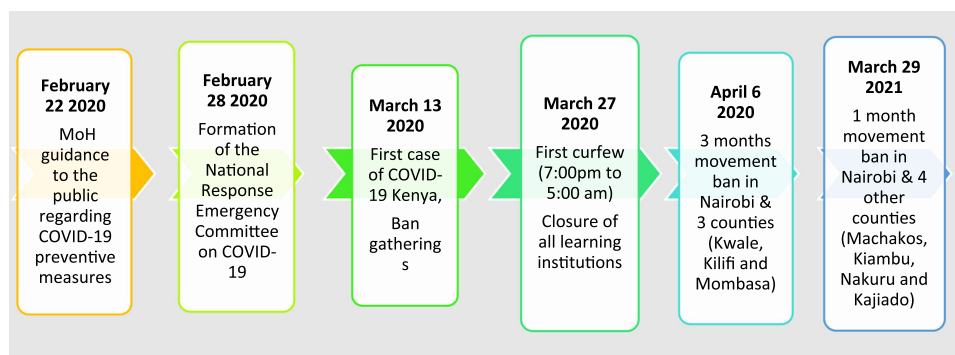 February
22 2020
MoH
guidance
to the
public
regarding
COVID-19
preventive
measures
February
28 2020
Formation
of the
National
Response
Emergency
Committee
on COVID-
19
March 13
2020
First case
of COVID-
19 Kenya,
Ban
gathering
s
March 27
2020
First curfew
(7:00pm to
5:00 am)
Closure of
all learning
institutions
April 6
2020
3 months
movement
ban in
Nairobi &
3 counties
(Kwale,
Kilifi and
Mombasa)
March 29
2021
1 month
movement
ban in
Nairobi & 4
other
counties
(Machakos,
Kiambu,
Nakuru and
Kajiado)